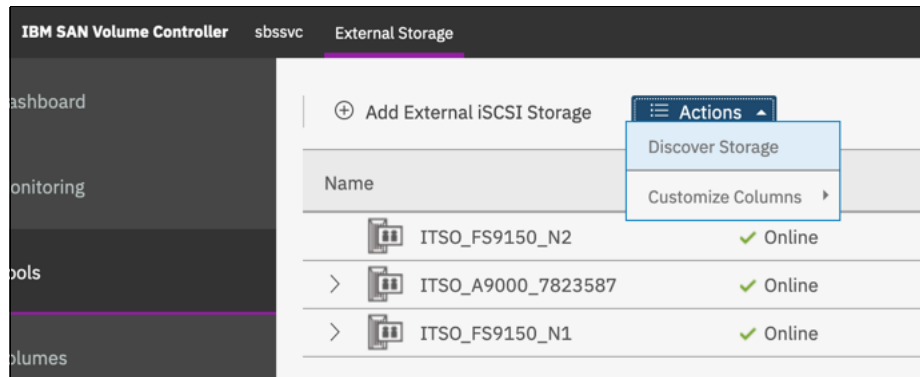 IBM SAN Volume Controller sbssvc External Storage
ashboard
Add External iSCSI Storage Actions
Discover Storage
onitoring
Name
Customize Columns
ITSO_FS9150_N2 Online
ools
ITSO_A9000_7823587 Online
ITSO_FS9150_N1 Online
olumes